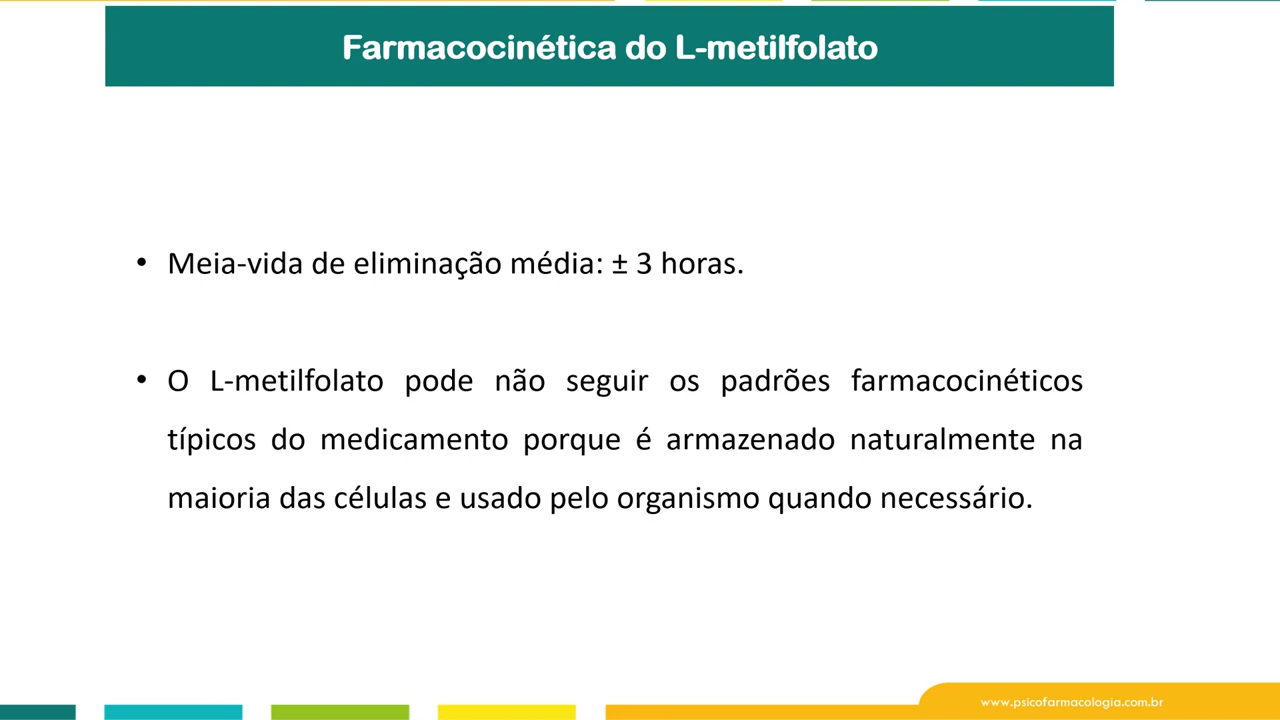 Farmacocinética do L-metilfolato
• Meia-vida de eliminação média: ± 3 horas.
• O L-metilfolato pode não seguir os padrões farmacocinéticos
típicos do medicamento porque é armazenado naturalmente na
maioria das células e usado pelo organismo quando necessário.
www.psicofarmacologia.com.br